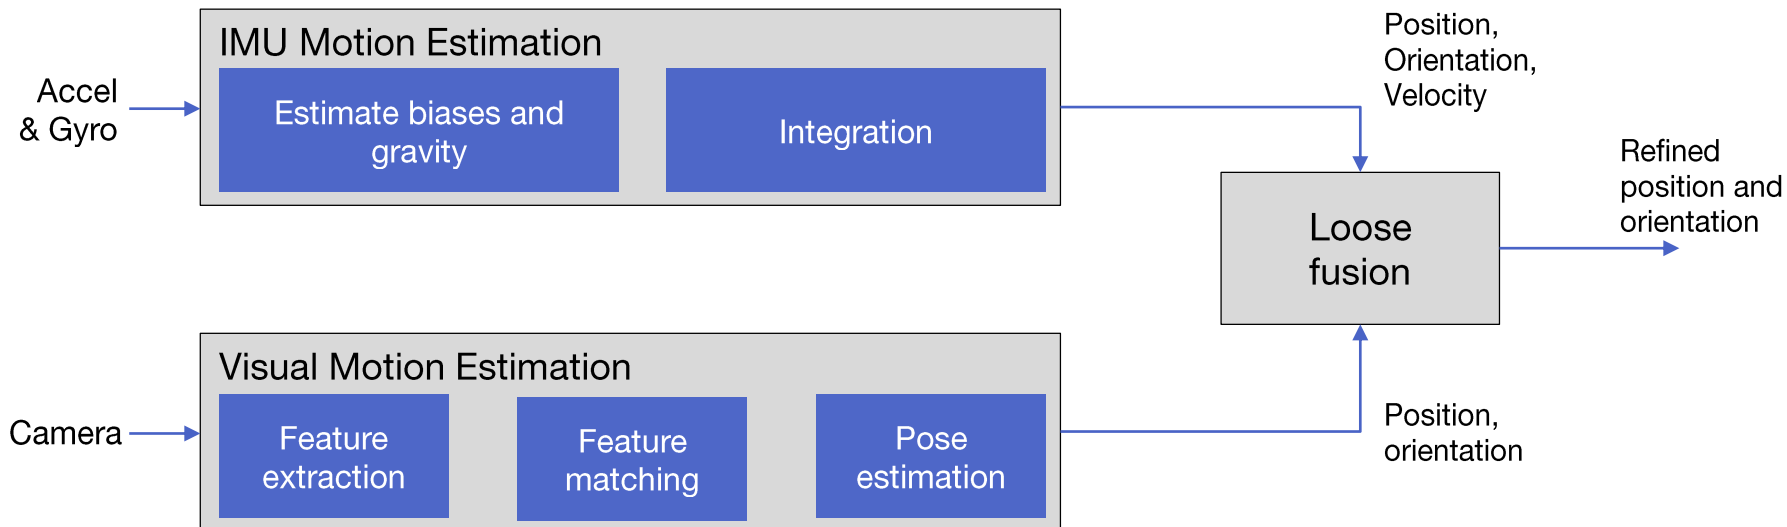 IMU Motion Estimation
Accel
& Gyro
Estimate biases and
gravity
Integration
Position,
Orientation,
Velocity
Loose
fusion
Refined
position and
orientation
Visual Motion Estimation
Camera
Feature
extraction
Feature
matching
Pose
estimation
Position,
orientation